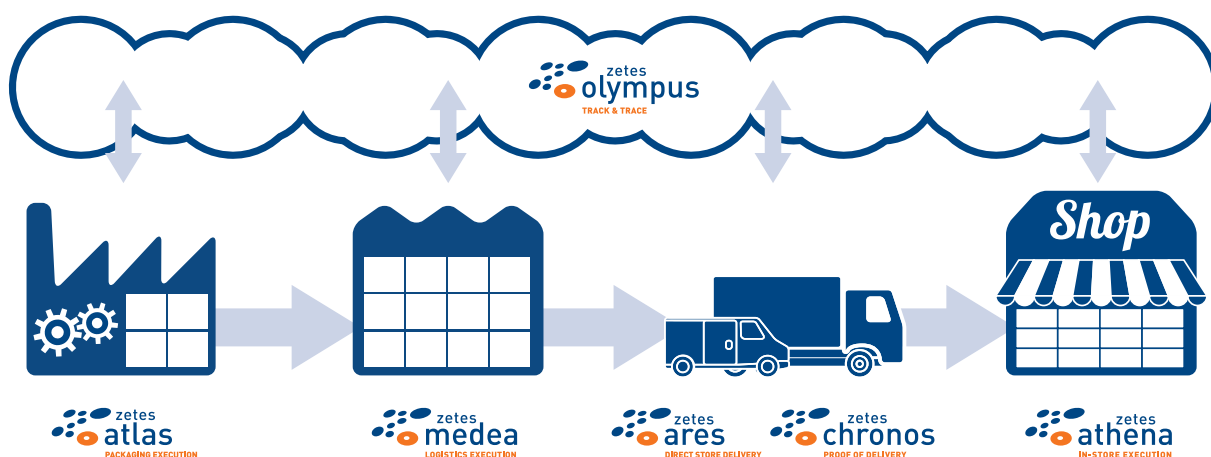 zetes
olympus
TRACK & TRACE
Shop
zetes
atlas
PACKAGING EXECUTION
zetes
medea
LOGISTICS EXECUTION
zetes
ares
DIRECT STORE DELIVERY
zetes
chronos
PROOF OF DELIVERY
zetes
athena
IN-STORE EXECUTION